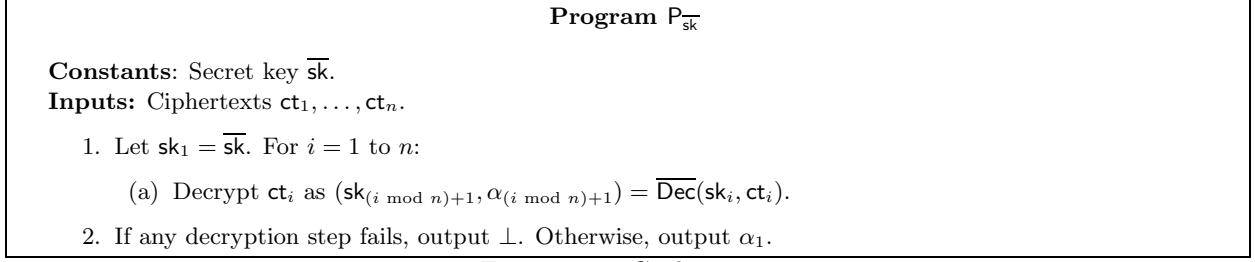 Program P_{\overline{sk}}
Constants: Secret key \overline{sk}.
Inputs: Ciphertexts ct_1, . . . , ct_n.
1. Let sk_1 = \overline{sk}. For i = 1 to n:
(a) Decrypt ct_i as (sk_{(i mod n)+1}, α_{(i mod n)+1}) = \overline{Dec}(sk_i, ct_i).
2. If any decryption step fails, output ⊥. Otherwise, output α_1.